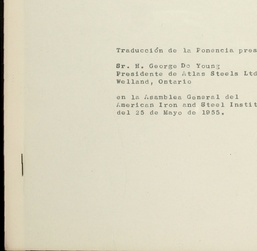 Traducción de la Ponencia pres
Sr. H. George De Young
Presidente de Atlas Steels Ltd
Welland, Ontario
en la Asamblea General del
American Iron and Steel Instit
del 25 de Mayo de 1955.